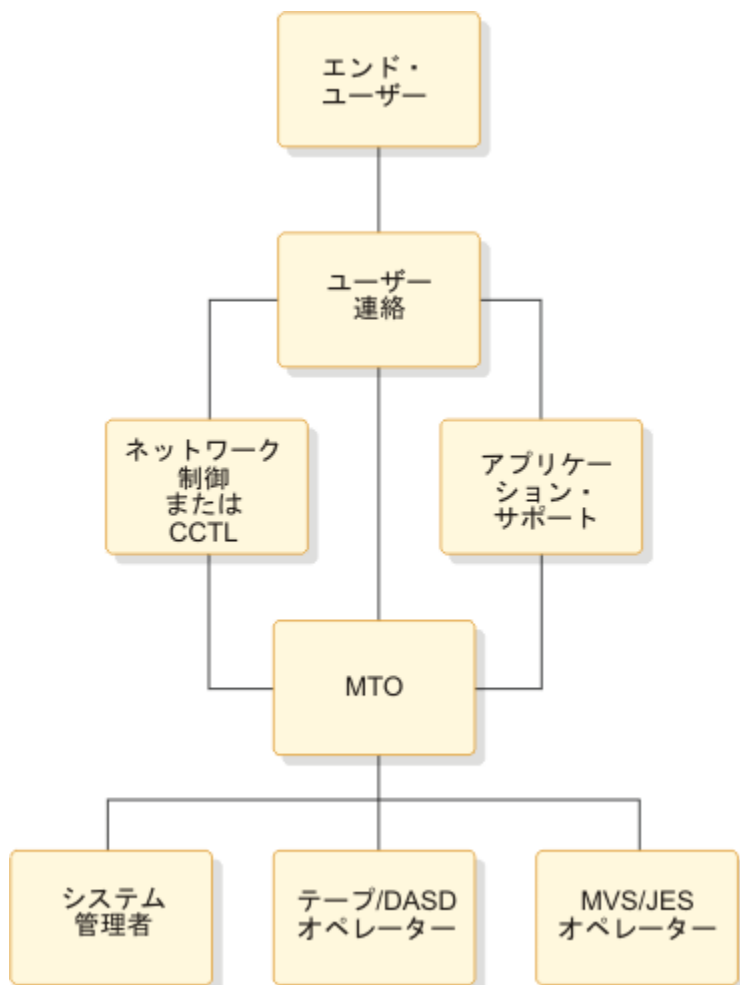 エンド・
ユーザー
ユーザー
連絡
ネットワーク
制御
または
CCTL
アプリケー
ション・
サポート
MTO
システム
管理者
テープ/DASD
オペレーター
MVS/JES
オペレーター